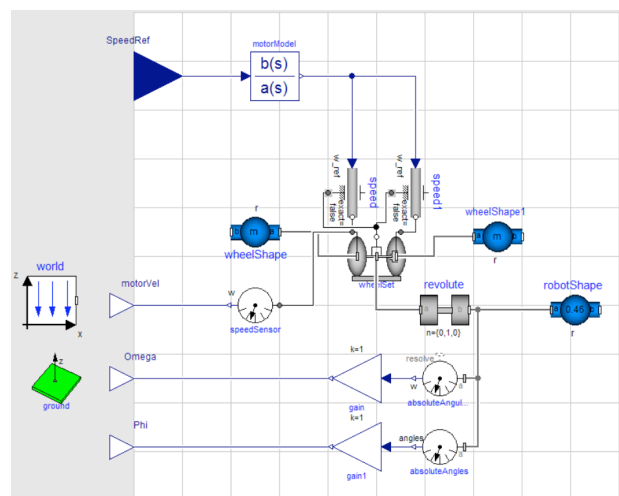 SpeedRef
motorModel
b(s)
a(s)
w_ref
exact=
false
speed
w_ref
exact=
false
speed1
r
m
wheelShape
wheelSet
wheelShape1
a m b
r
world
z
x
motorVel
w
speedSensor
revolute
a b
n={0,1,0}
robotShape
a 0.46 b
r
z
ground
Omega
k=1
gain
resolve
w
a
absoluteAngul...
Phi
k=1
gain1
angles
a
absoluteAngles